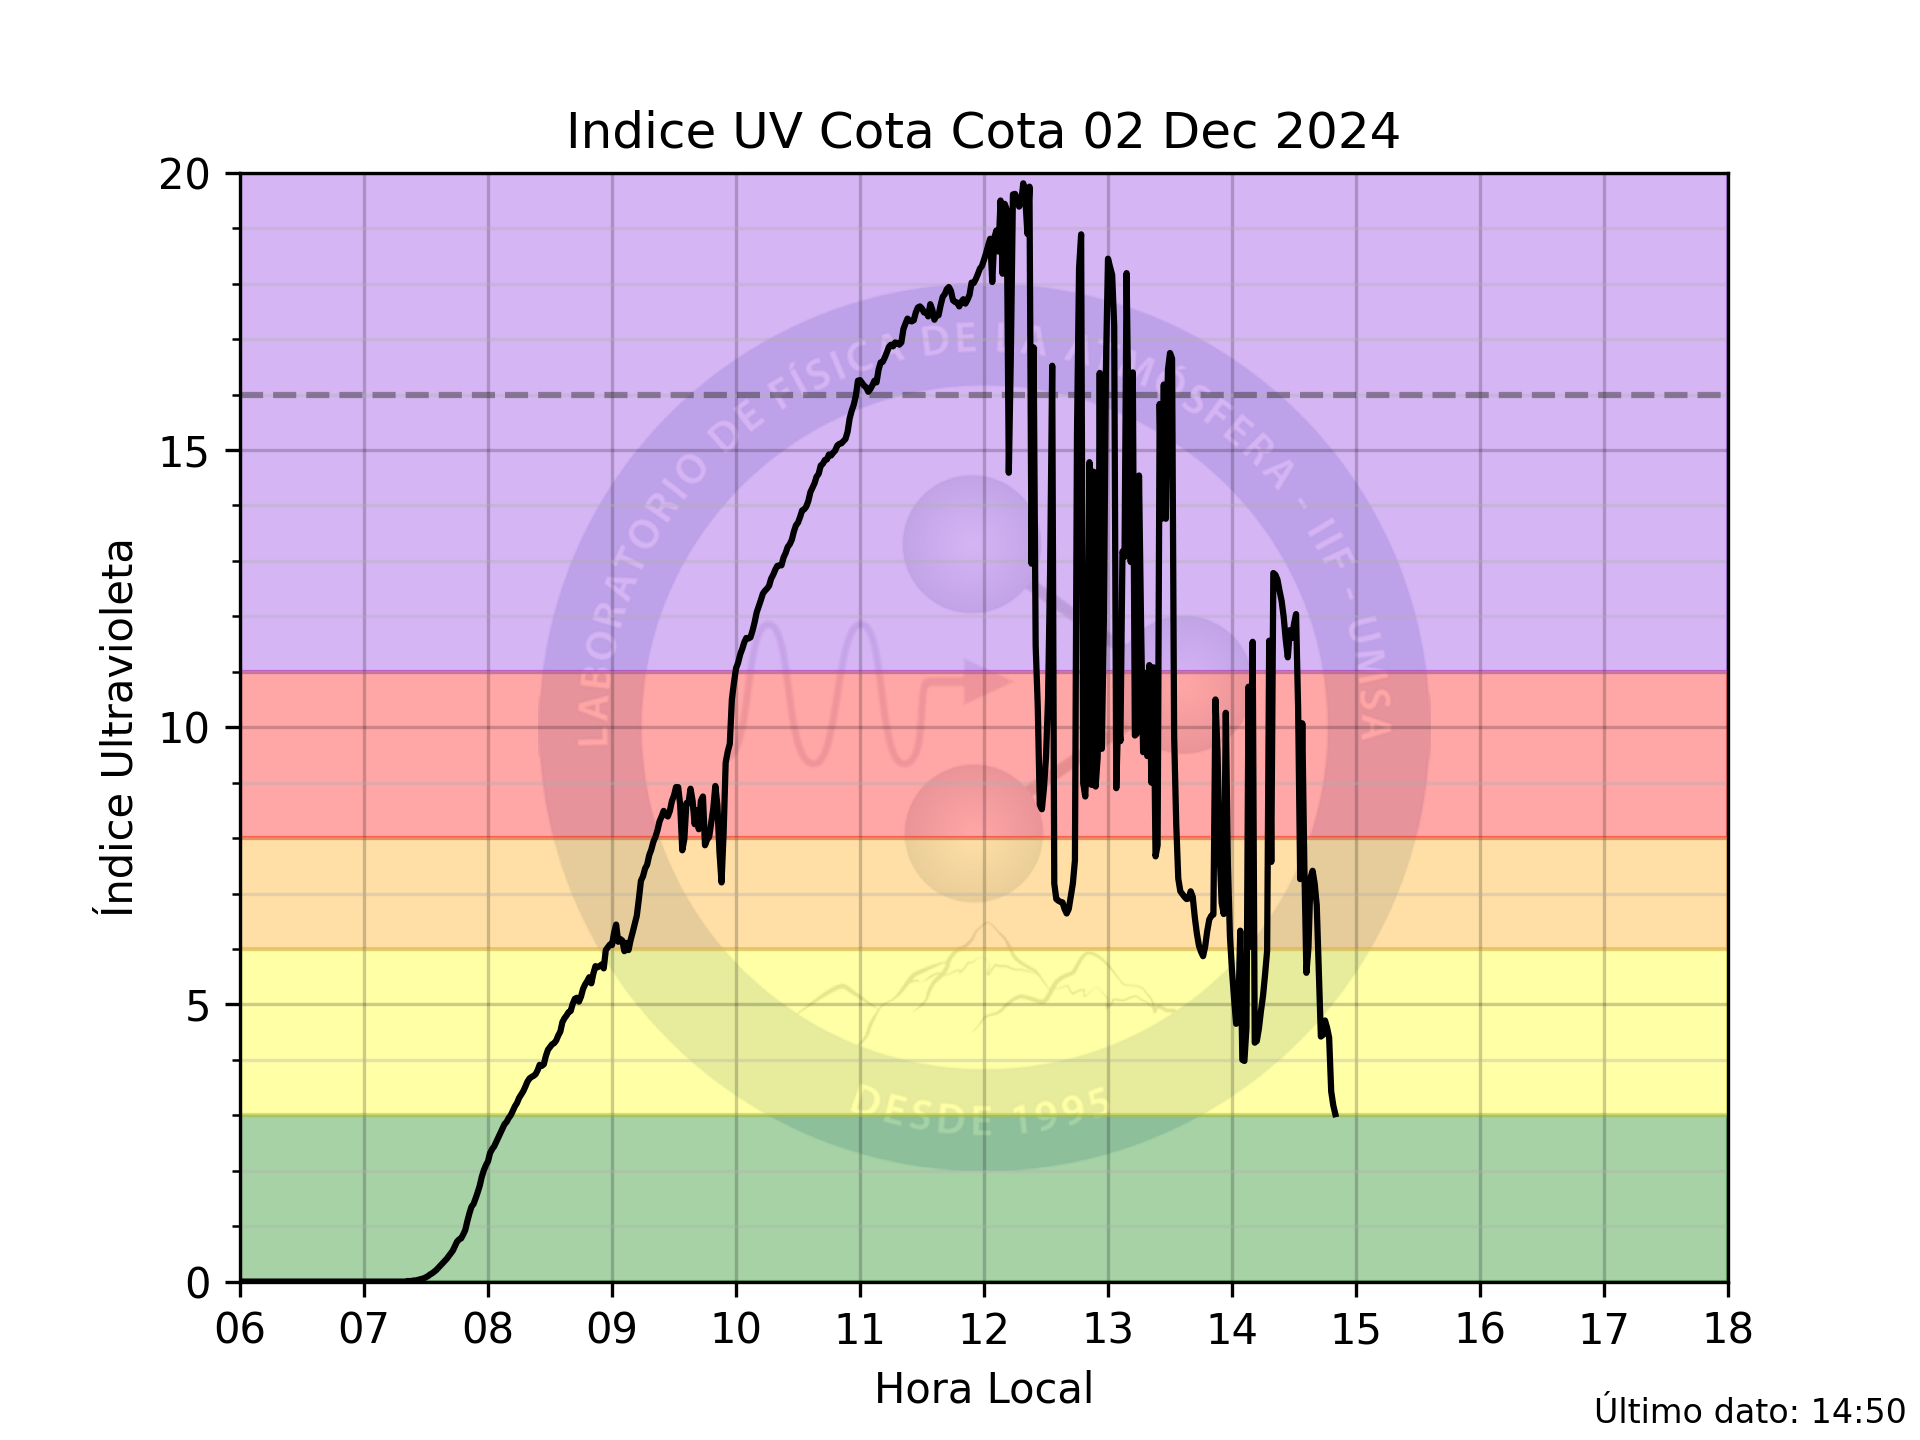 Indice UV Cota Cota 02 Dec 2024
20
15
10
5
0
Índice Ultravioleta
LABORATORIO DE FÍSICA DE LA ATMÓSFERA - IIF - UMSA
DESDE 1995
06 07 08 09 10 11 12 13 14 15 16 17 18
Hora Local
Último dato: 14:50